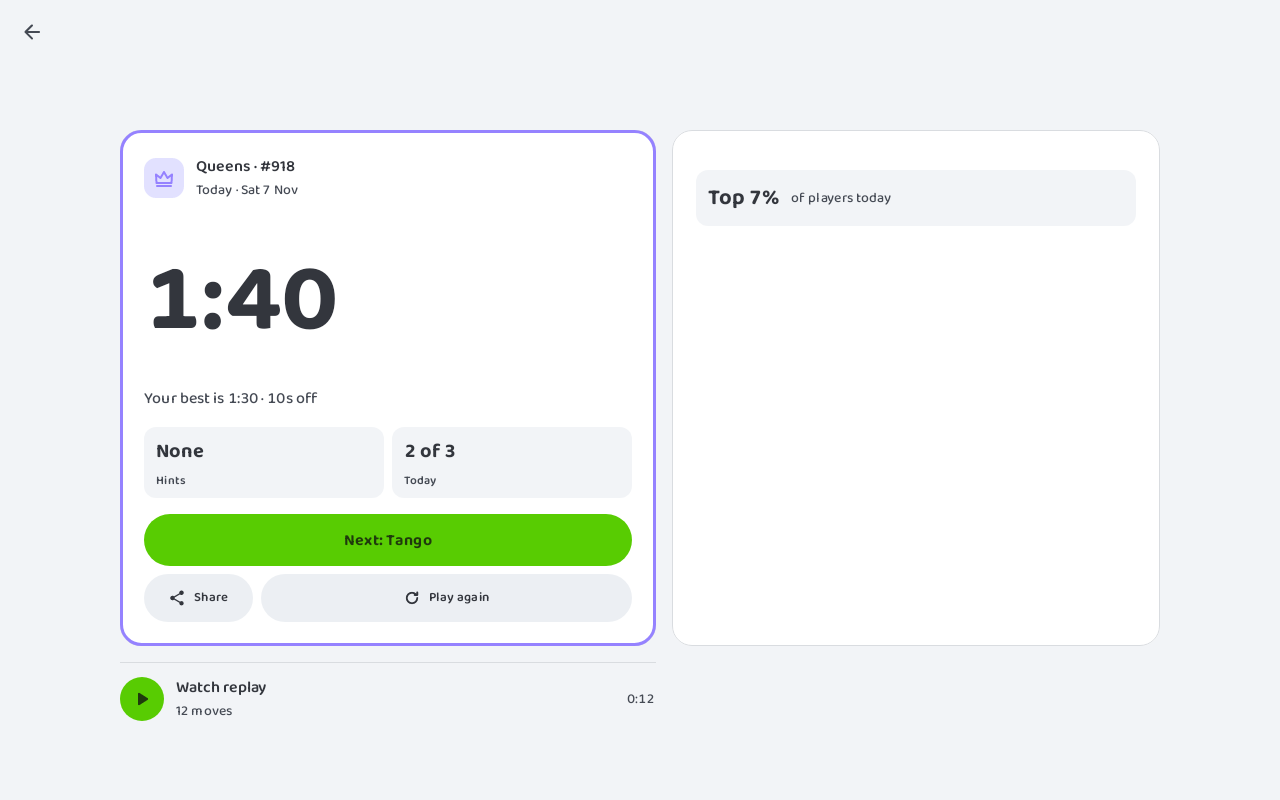 Queens · #918
Today · Sat 7 Nov
1:40
Your best is 1:30 · 10s off
None
Hints
2 of 3
Today
Next: Tango
Share
Play again
Watch replay
12 moves
0:12
Top 7% of players today